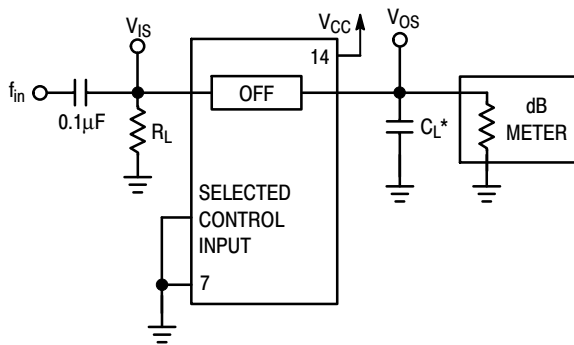 V_IS
V_CC
V_OS
14
f_in
OFF
dB
METER
0.1μF
R_L
C_L*
SELECTED
CONTROL
INPUT
7